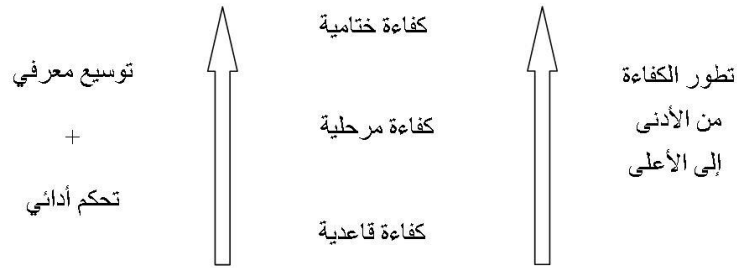 كفاءة ختامية
تطور الكفاءة
من الأدنى
إلى الأعلى
كفاءة مرحلية
كفاءة قاعدية
توسيع معرفي
+
تحكم أدائي